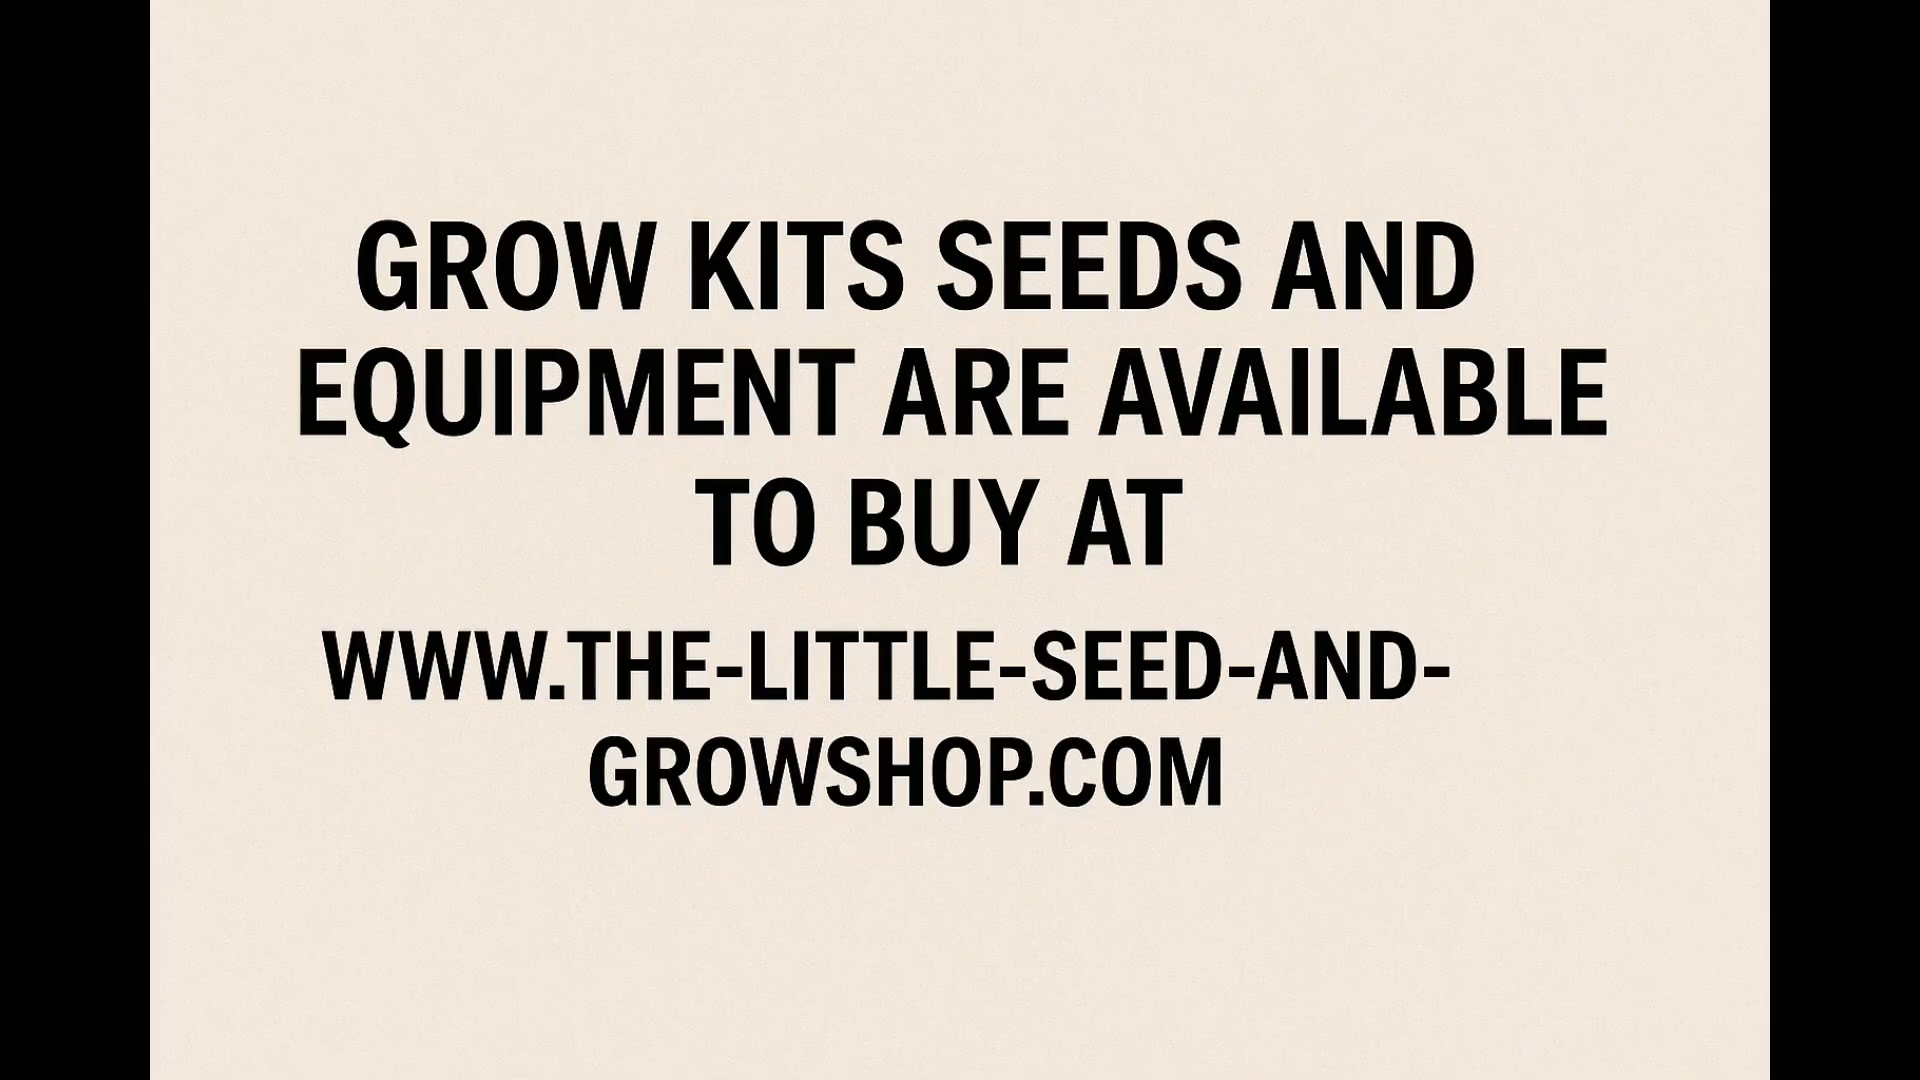 GROW KITS SEEDS AND
EQUIPMENT ARE AVAILABLE
TO BUY AT
WWW.THE-LITTLE-SEED-AND-
GROWSHOP.COM